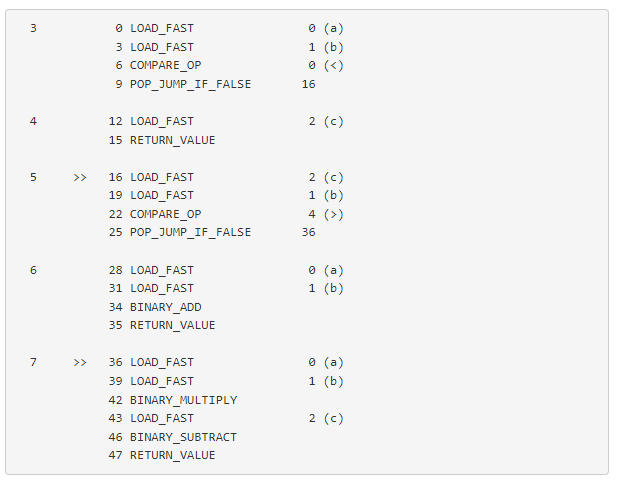 3 0 LOAD_FAST 0 (a)
3 LOAD_FAST 1 (b)
6 COMPARE_OP 0 (<)
9 POP_JUMP_IF_FALSE 16
4 12 LOAD_FAST 2 (c)
15 RETURN_VALUE
5 >> 16 LOAD_FAST 2 (c)
19 LOAD_FAST 1 (b)
22 COMPARE_OP 4 (>)
25 POP_JUMP_IF_FALSE 36
6 28 LOAD_FAST 0 (a)
31 LOAD_FAST 1 (b)
34 BINARY_ADD
35 RETURN_VALUE
7 >> 36 LOAD_FAST 0 (a)
39 LOAD_FAST 1 (b)
42 BINARY_MULTIPLY
43 LOAD_FAST 2 (c)
46 BINARY_SUBTRACT
47 RETURN_VALUE